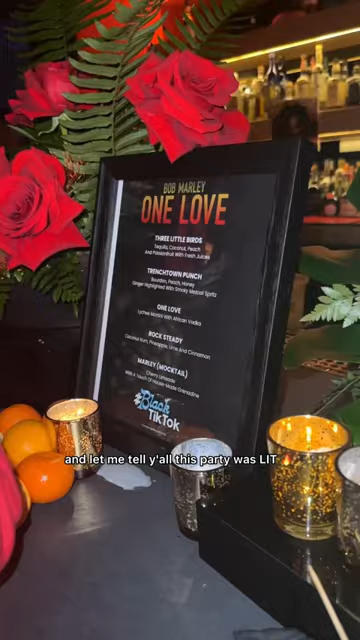 BOB MARLEY
ONE LOVE
THREE LITTLE BIRDS
Tequila, Coconut, Peach
And Passionfruit With Fresh Juices
TRENCHTOWN PUNCH
Bourbon, Peach, Honey
Ginger Highlighted With Smoky Mezcal Spritz
ONE LOVE
Lychee Martini With African Vodka
ROCK STEADY
Coconut Rum, Pineapple, Lime And Cinnamon
MARLEY (MOCKTAIL)
Cherry Limeade
With A Touch Of House-Made Grenadine
#Black
TikTok
and let me tell y'all this party was LIT